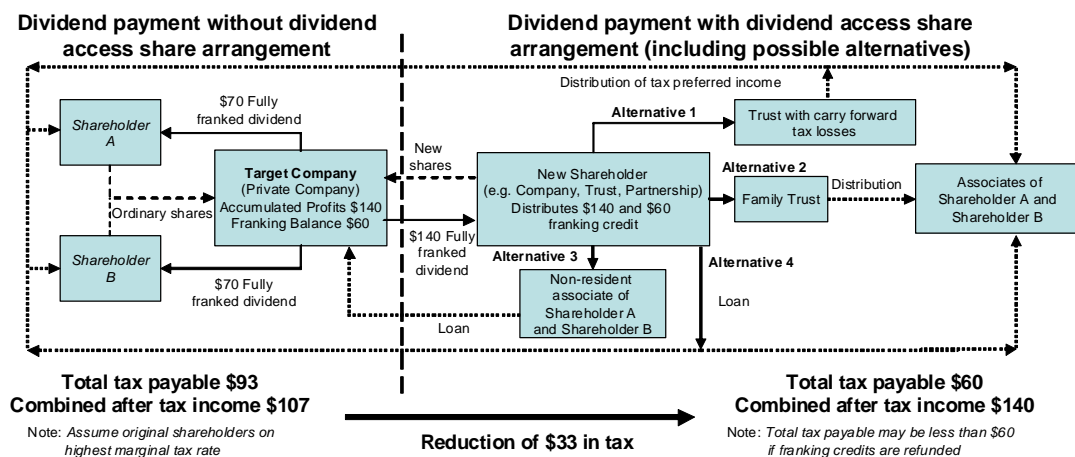 Dividend payment without dividend
access share arrangement
Dividend payment with dividend access share
arrangement (including possible alternatives)
Distribution of tax preferred income
Shareholder
A
$70 Fully
franked dividend
Ordinary shares
Target Company
(Private Company)
Accumulated Profits $140
Franking Balance $60
Shareholder
B
$70 Fully
franked dividend
New
shares
$140 Fully
franked
dividend
New Shareholder
(e.g. Company, Trust, Partnership)
Distributes $140 and $60
franking credit
Alternative 1
Trust with carry forward
tax losses
Alternative 2
Family Trust
Distribution
Associates of
Shareholder A and
Shareholder B
Alternative 3
Non-resident
associate of
Shareholder A
and Shareholder B
Loan
Alternative 4
Loan
Total tax payable $93
Combined after tax income $107
Note: Assume original shareholders on
highest marginal tax rate
Reduction of $33 in tax
Total tax payable $60
Combined after tax income $140
Note: Total tax payable may be less than $60
if franking credits are refunded